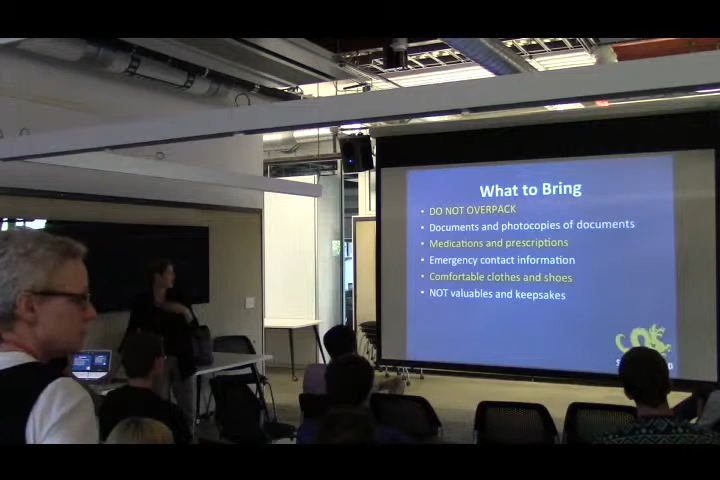 What to Bring
• DO NOT OVERPACK
• Documents and photocopies of documents
• Medications and prescriptions
• Emergency contact information
• Comfortable clothes and shoes
• NOT valuables and keepsakes